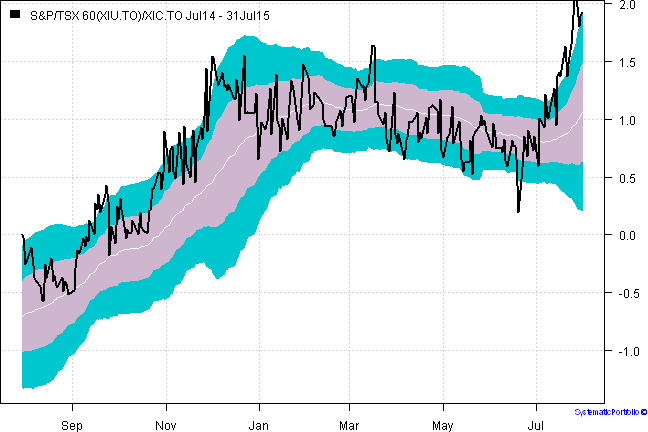 S&P/TSX 60(XIU.TO)/XIC.TO Jul14 - 31Jul15
2.0
1.5
1.0
0.5
0.0
-0.5
-1.0
Sep Nov Jan Mar May Jul
SystematicPortfolio ©